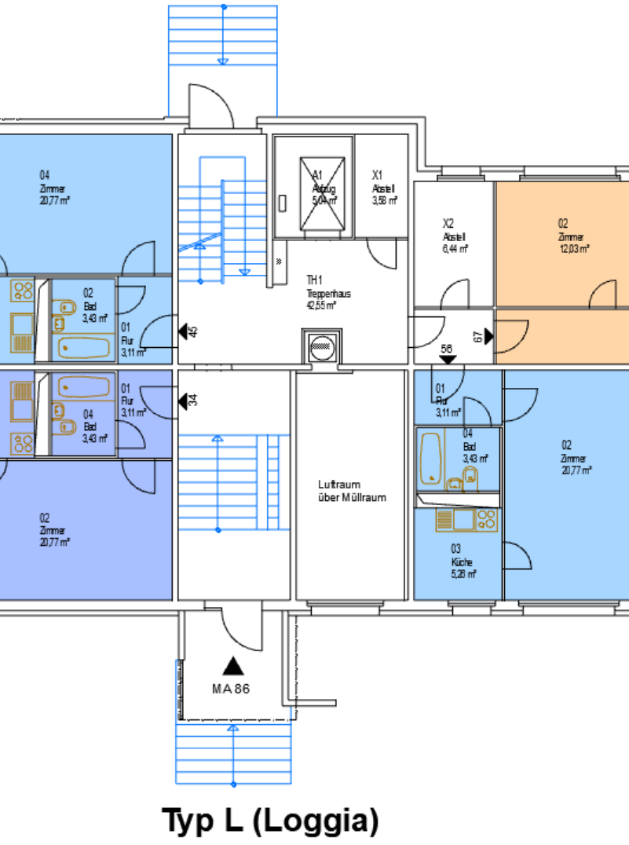 04
Zimmer
20,77 m²
A1
Aufzug
5,04 m²
X1
Abstell
3,58 m²
X2
Abstell
6,44 m²
02
Zimmer
12,03 m²
TH1
Treppenhaus
42,55 m²
02
Bad
3,43 m²
01
Flur
3,11 m²
45
67
56
34
04
Bad
3,43 m²
01
Flur
3,11 m²
01
Flur
3,11 m²
04
Bad
3,43 m²
02
Zimmer
20,77 m²
02
Zimmer
20,77 m²
Luftraum
über Müllraum
03
Küche
5,26 m²
MA 86
Typ L (Loggia)